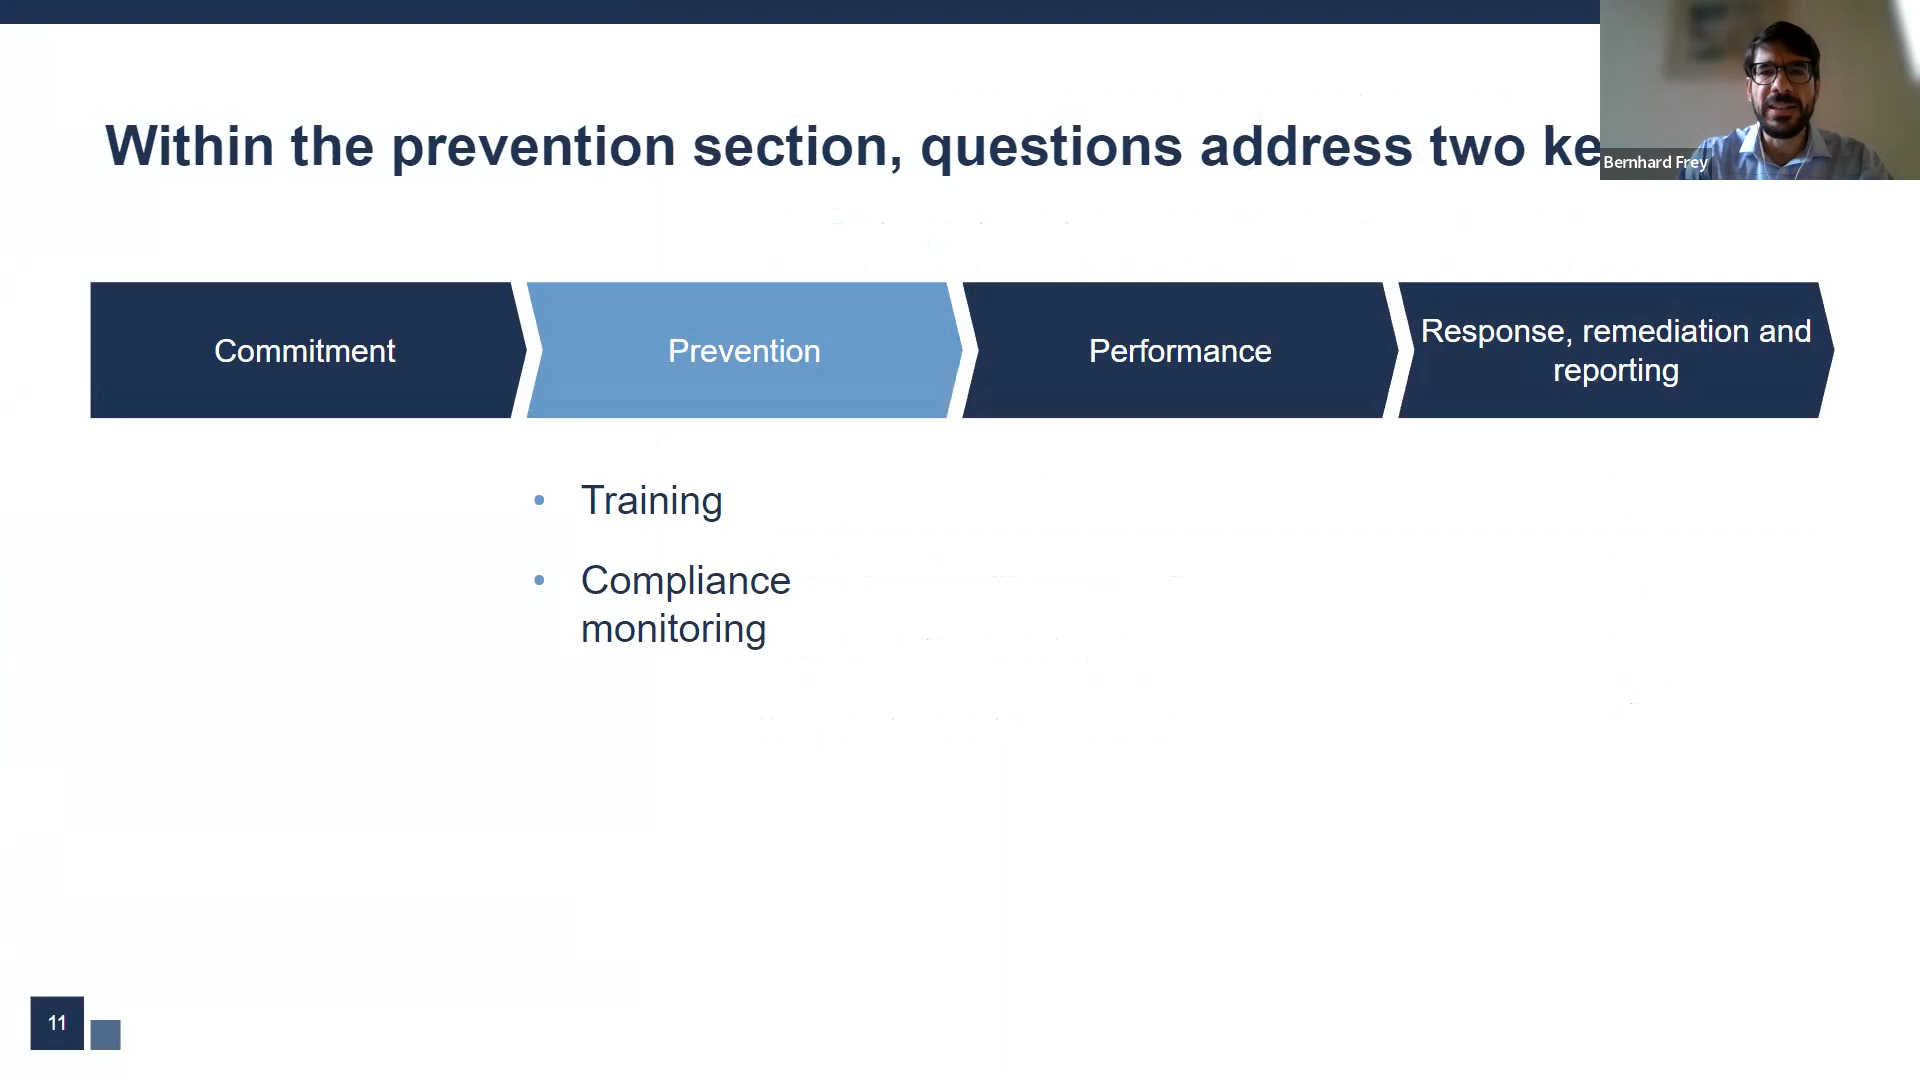 Within the prevention section, questions address two ke
Bernhard Frey
Commitment
Prevention
Performance
Response, remediation and
reporting
• Training
• Compliance
monitoring
11